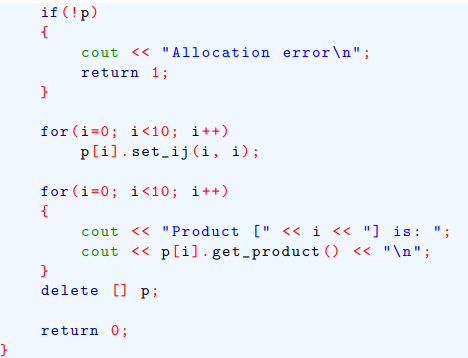 if(!p)
{
cout << "Allocation error\n";
return 1;
}
for(i=0; i<10; i++)
p[i].set_ij(i, i);
for(i=0; i<10; i++)
{
cout << "Product [" << i << "] is: ";
cout << p[i].get_product() << "\n";
}
delete [] p;
return 0;
}